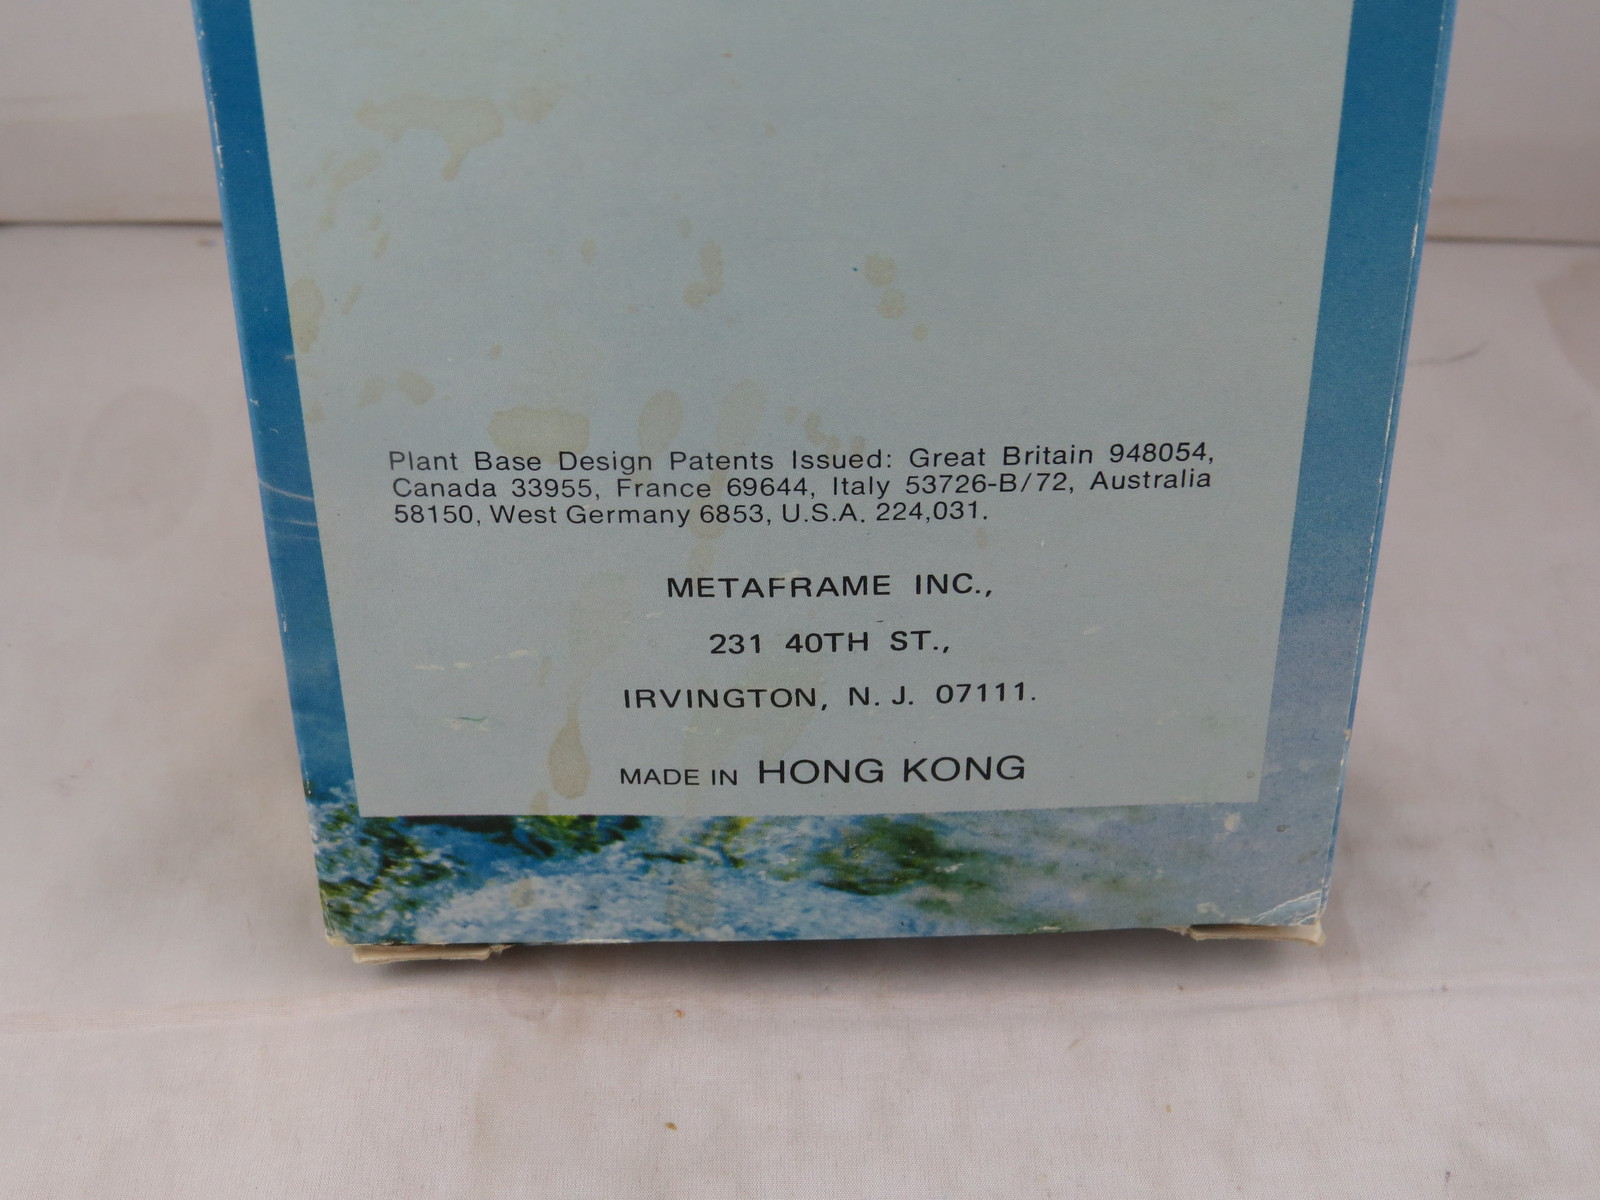 Plant Base Design Patents Issued: Great Britain 948054,
Canada 33955, France 69644, Italy 53726-B/72, Australia
58150, West Germany 6853, U.S.A. 224,031.
METAFRAME INC.,
231 40TH ST.,
IRVINGTON, N. J. 07111.
MADE IN HONG KONG